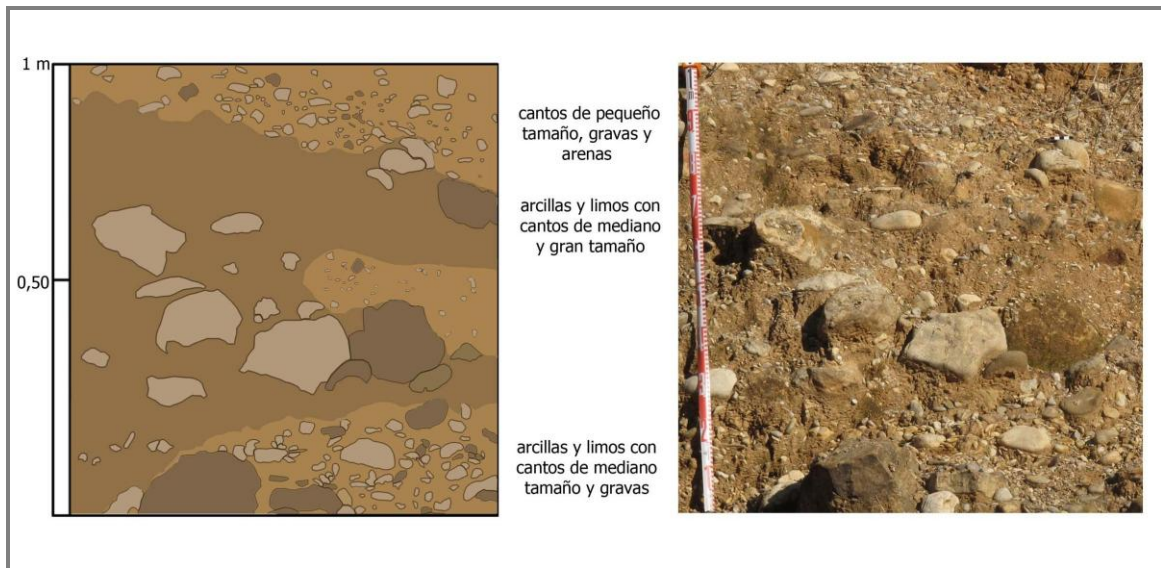 1 m
cantos de pequeño
tamaño, gravas y
arenas
arcillas y limos con
cantos de mediano
y gran tamaño
0,50
arcillas y limos con
cantos de mediano
tamaño y gravas